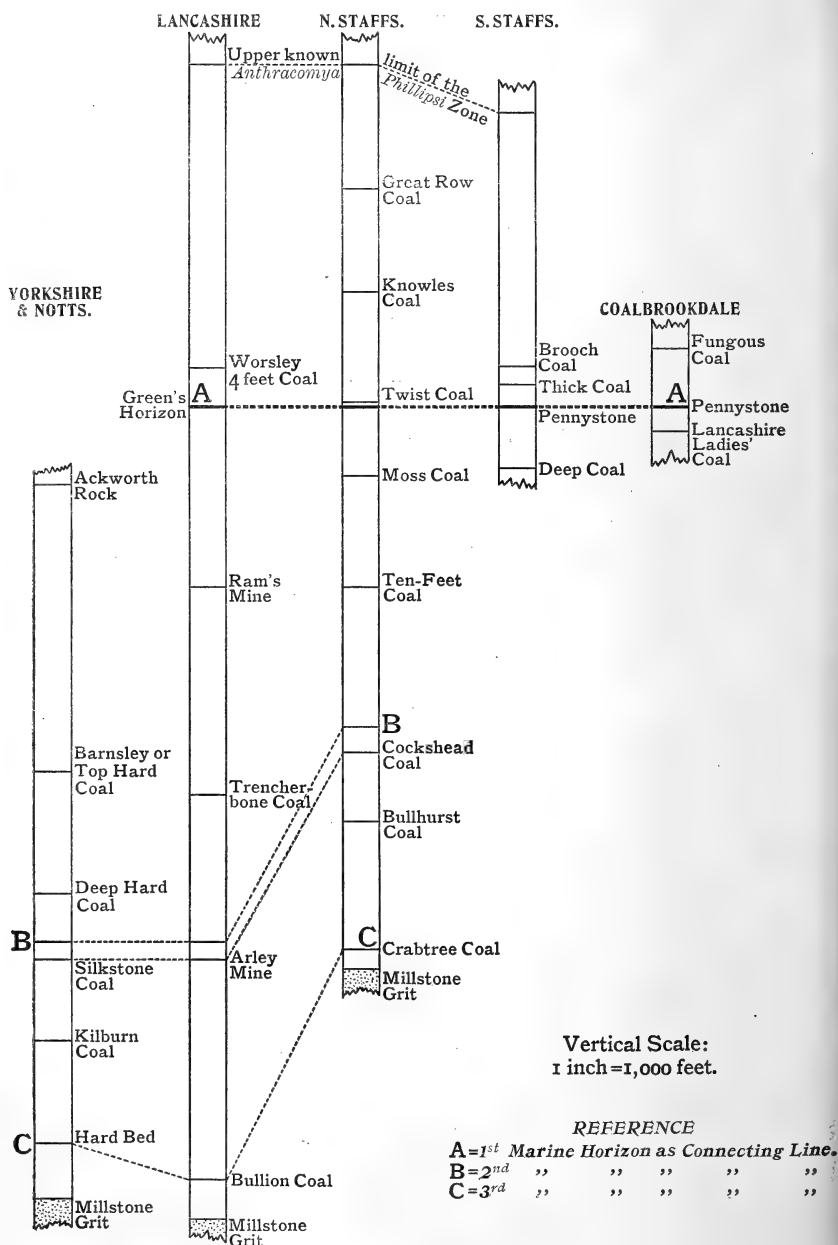 LANCASHIRE
N. STAFFS.
S. STAFFS.
Upper known
Anthracomya
limit of the
Phillipsi Zone
Great Row
Coal
Knowles
Coal
YORKSHIRE
& NOTTS.
COALBROOKDALE
Fungous
Coal
Brooch
Coal
Worsley
4 feet Coal
Thick Coal
Green's
Horizon
A
Twist Coal
A
Pennystone
Pennystone
Lancashire
Ladies'
Coal
Deep Coal
Moss Coal
Ackworth
Rock
Ram's
Mine
Ten-Feet
Coal
B
Cockshead
Coal
Barnsley or
Top Hard
Coal
Trencher-
bone Coal
Bullhurst
Coal
Deep Hard
Coal
B
C
Crabtree Coal
Silkstone
Coal
Arley
Mine
Millstone
Grit
Kilburn
Coal
Vertical Scale:
1 inch=1,000 feet.
C
Hard Bed
Bullion Coal
Millstone
Grit
Millstone
Grit
REFERENCE
A=1st Marine Horizon as Connecting Line.
B=2nd ,, ,, ,, ,, ,,
C=3rd ,, ,, ,, ,, ,,